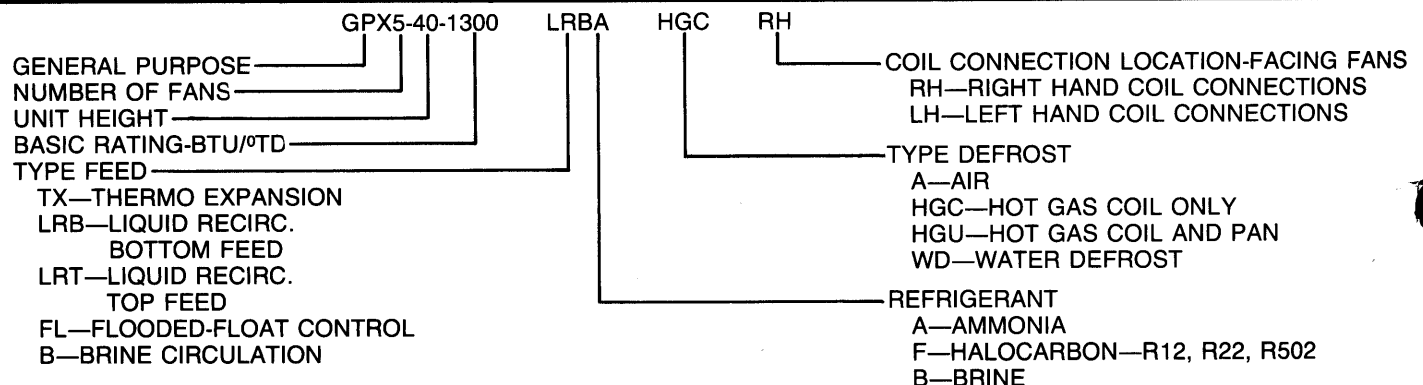 GPX5-40-1300 LRBA HGC RH
GENERAL PURPOSE
NUMBER OF FANS
UNIT HEIGHT
BASIC RATING-BTU/ºTD
TYPE FEED
TX—THERMO EXPANSION
LRB—LIQUID RECIRC.
BOTTOM FEED
LRT—LIQUID RECIRC.
TOP FEED
FL—FLOODED-FLOAT CONTROL
B—BRINE CIRCULATION
COIL CONNECTION LOCATION-FACING FANS
RH—RIGHT HAND COIL CONNECTIONS
LH—LEFT HAND COIL CONNECTIONS
TYPE DEFROST
A—AIR
HGC—HOT GAS COIL ONLY
HGU—HOT GAS COIL AND PAN
WD—WATER DEFROST
REFRIGERANT
A—AMMONIA
F—HALOCARBON—R12, R22, R502
B—BRINE